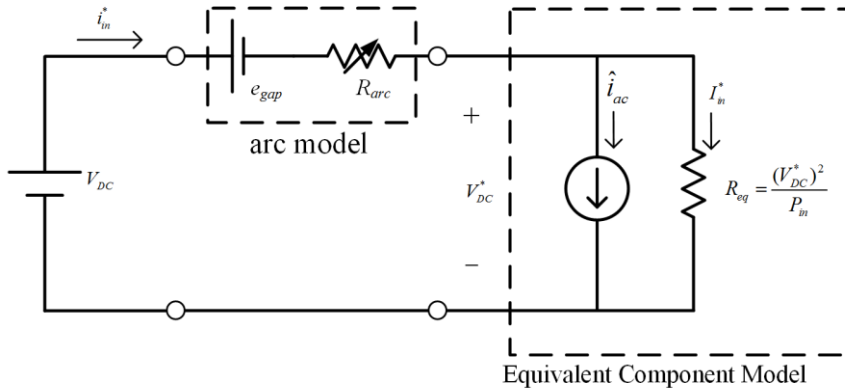 i*in
egap
Rarc
arc model
VDC
+
V*DC
−
îac
I*in
Req = (V*DC)2 / Pin
Equivalent Component Model